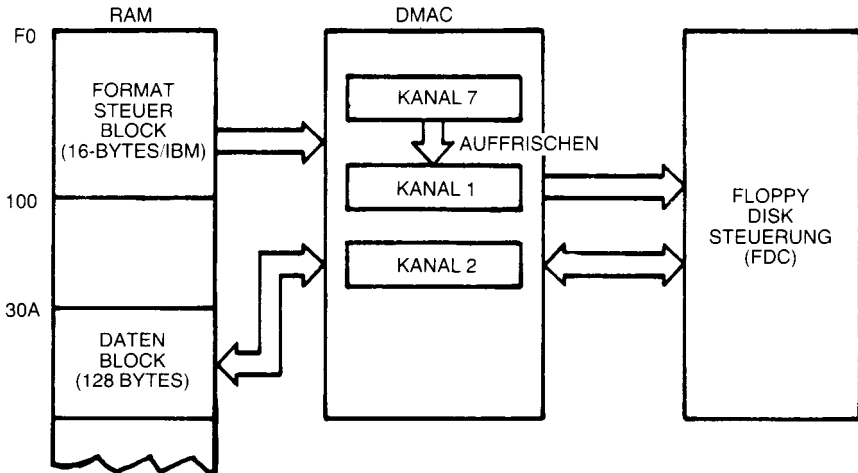 RAM
DMAC
F0
FORMAT
STEUER
BLOCK
(16-BYTES/IBM)
100
30A
DATEN
BLOCK
(128 BYTES)
KANAL 7
AUFFRISCHEN
KANAL 1
KANAL 2
FLOPPY
DISK
STEUERUNG
(FDC)